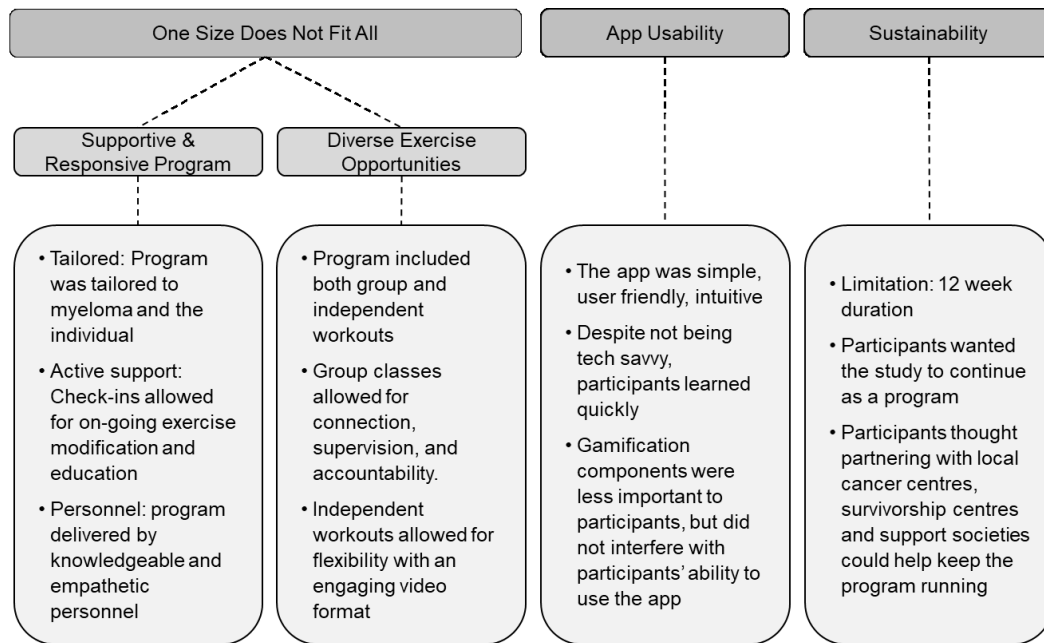 One Size Does Not Fit All
App Usability
Sustainability
Supportive &
Responsive Program
Diverse Exercise
Opportunities
• Tailored: Program
was tailored to
myeloma and the
individual
• Active support:
Check-ins allowed
for on-going exercise
modification and
education
• Personnel: program
delivered by
knowledgeable and
empathetic
personnel
• Program included
both group and
independent
workouts
• Group classes
allowed for
connection,
supervision, and
accountability.
• Independent
workouts allowed for
flexibility with an
engaging video
format
• The app was simple,
user friendly, intuitive
• Despite not being
tech savvy,
participants learned
quickly
• Gamification
components were
less important to
participants, but did
not interfere with
participants’ ability to
use the app
• Limitation: 12 week
duration
• Participants wanted
the study to continue
as a program
• Participants thought
partnering with local
cancer centres,
survivorship centres
and support societies
could help keep the
program running